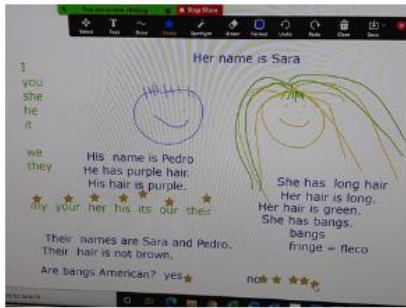 You are screen sharing
Stop Share
Select
Text
Draw
Stamp
Spotlight
Eraser
Format
Undo
Redo
Clear
Save
Her name is Sara
I
you
she
he
it
we
they
His name is Pedro
He has purple hair.
His hair is purple.
She has long hair
Her hair is long.
Her hair is green.
She has bangs.
bangs
fringe = fleco
my your her his its our their
Their names are Sara and Pedro.
Their hair is not brown.
Are bangs American? yes
no
to search